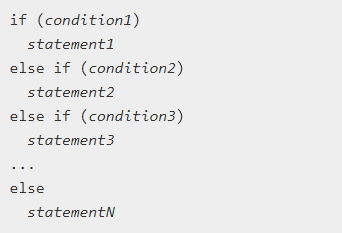 if (condition1)
  statement1
else if (condition2)
  statement2
else if (condition3)
  statement3
...
else
  statementN